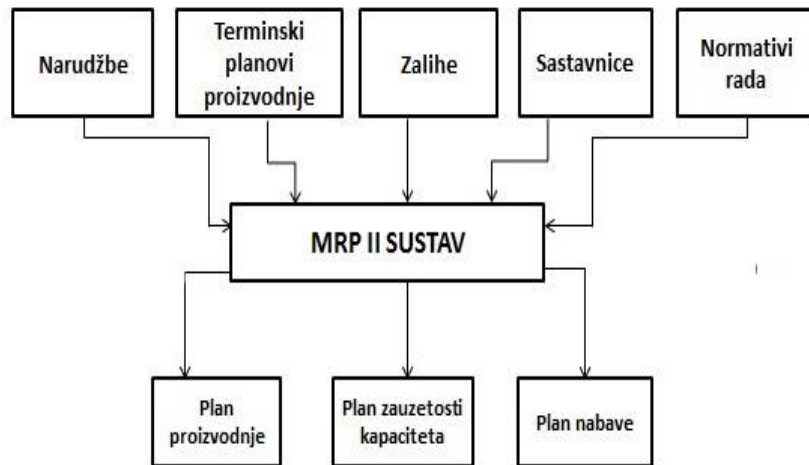 Narudžbe
Terminski
planovi
proizvodnje
Zalihe
Sastavnice
Normativi
rada
MRP II SUSTAV
Plan
proizvodnje
Plan zauzetosti
kapaciteta
Plan nabave